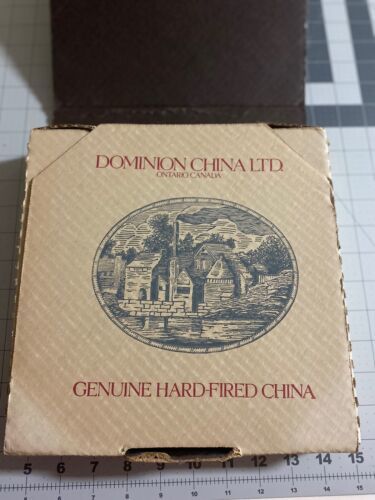 DOMINION CHINA LTD.
ONTARIO CANADA
GENUINE HARD-FIRED CHINA
5 6 7 8 9 10 11 12 13 14 15